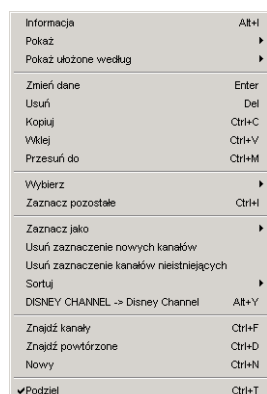 Informacja Alt+I
Pokaż
Pokaż ułożone według
Zmień dane Enter
Usuń Del
Kopiuj Ctrl+C
Wklej Ctrl+V
Przesuń do Ctrl+M
Wybierz
Zaznacz pozostałe Ctrl+I
Zaznacz jako
Usuń zaznaczenie nowych kanałów
Usuń zaznaczenie kanałów nieistniejących
Sortuj
DISNEY CHANNEL -> Disney Channel Alt+Y
Znajdź kanały Ctrl+F
Znajdź powtórzone Ctrl+D
Nowy Ctrl+N
Podziel Ctrl+T